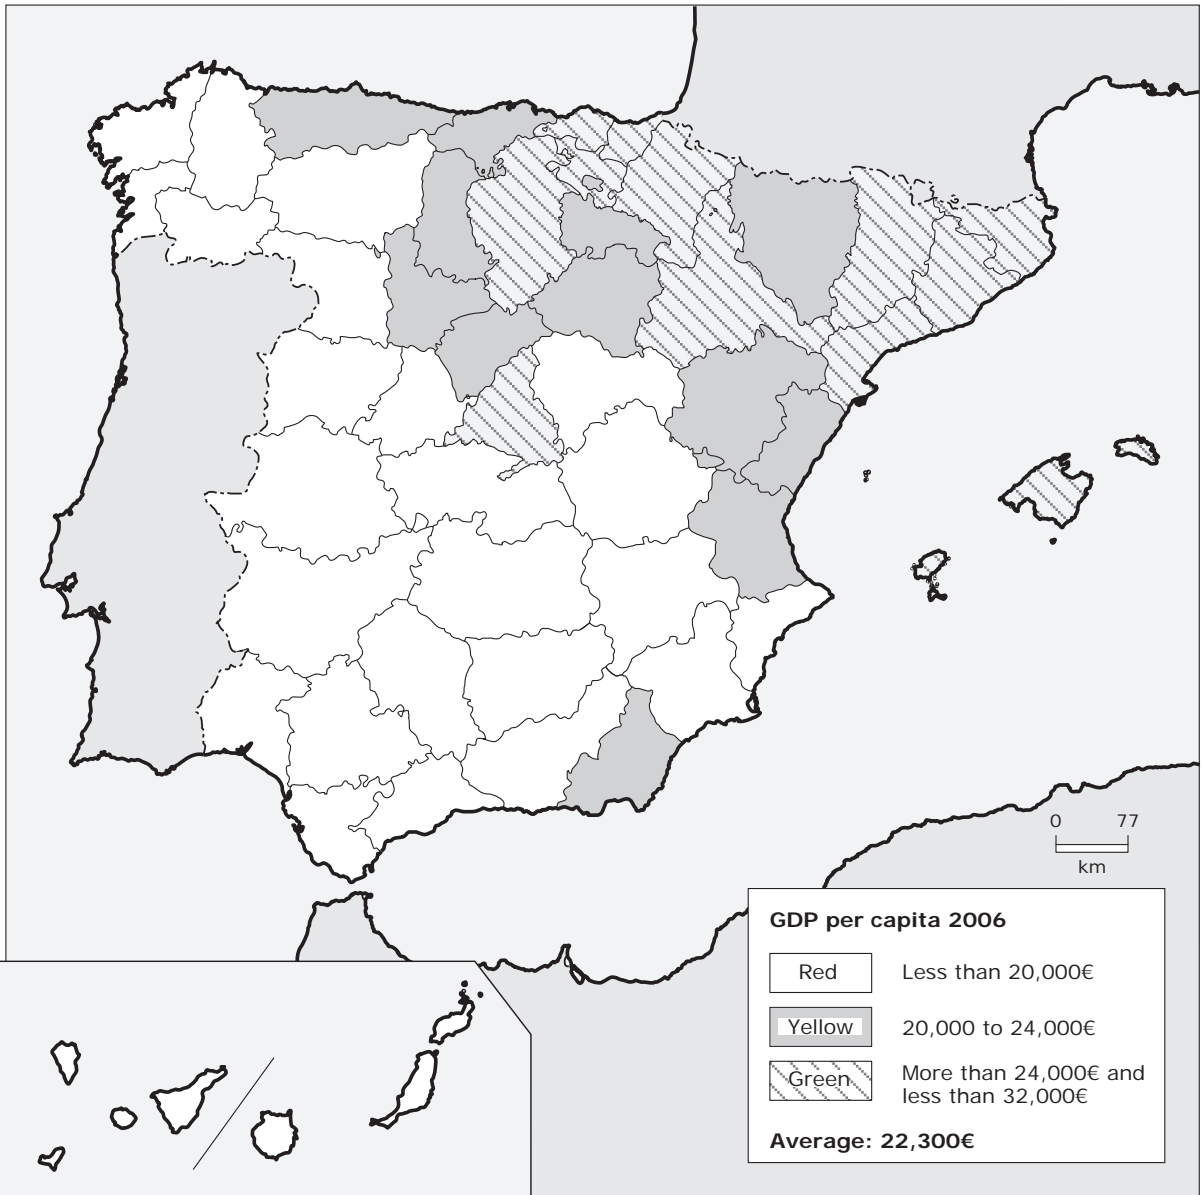 0 77
km
GDP per capita 2006
Red Less than 20,000€
Yellow 20,000 to 24,000€
Green More than 24,000€ and
less than 32,000€
Average: 22,300€